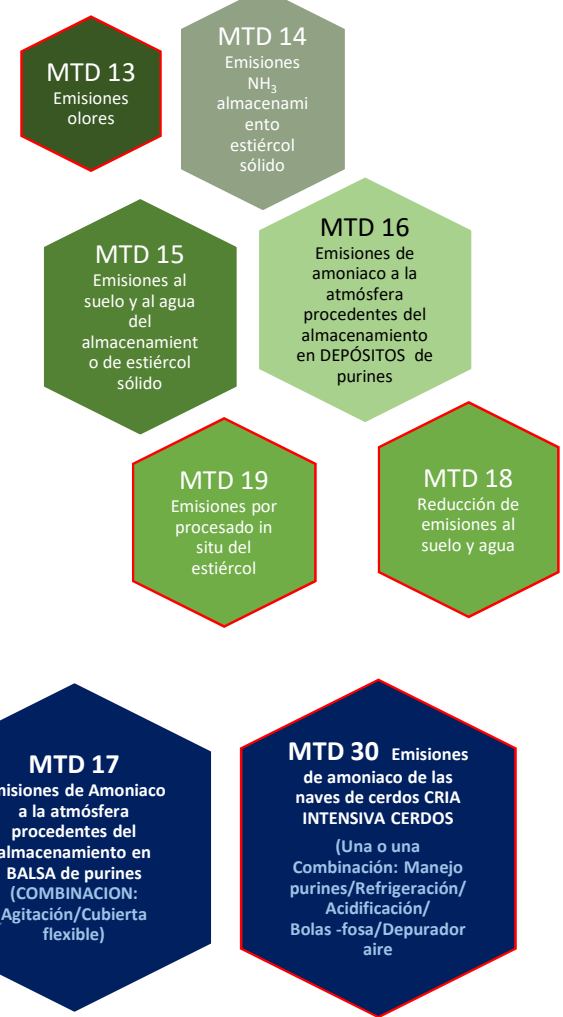 MTD 13
Emisiones
olores
MTD 14
Emisiones
NH3
almacenami
ento
estiércol
sólido
MTD 15
Emisiones al
suelo y al agua
del
almacenamient
o de estiércol
sólido
MTD 16
Emisiones de
amoniaco a la
atmósfera
procedentes del
almacenamiento
en DEPÓSITOS de
purines
MTD 19
Emisiones por
procesado in
situ del
estiércol
MTD 18
Reducción de
emisiones al
suelo y agua
MTD 17
misiones de Amoniaco
a la atmósfera
procedentes del
almacenamiento en
BALSA de purines
(COMBINACION:
Agitación/Cubierta
flexible)
MTD 30 Emisiones
de amoniaco de las
naves de cerdos CRIA
INTENSIVA CERDOS
(Una o una
Combinación: Manejo
purines/Refrigeración/
Acidificación/
Bolas -fosa/Depurador
aire